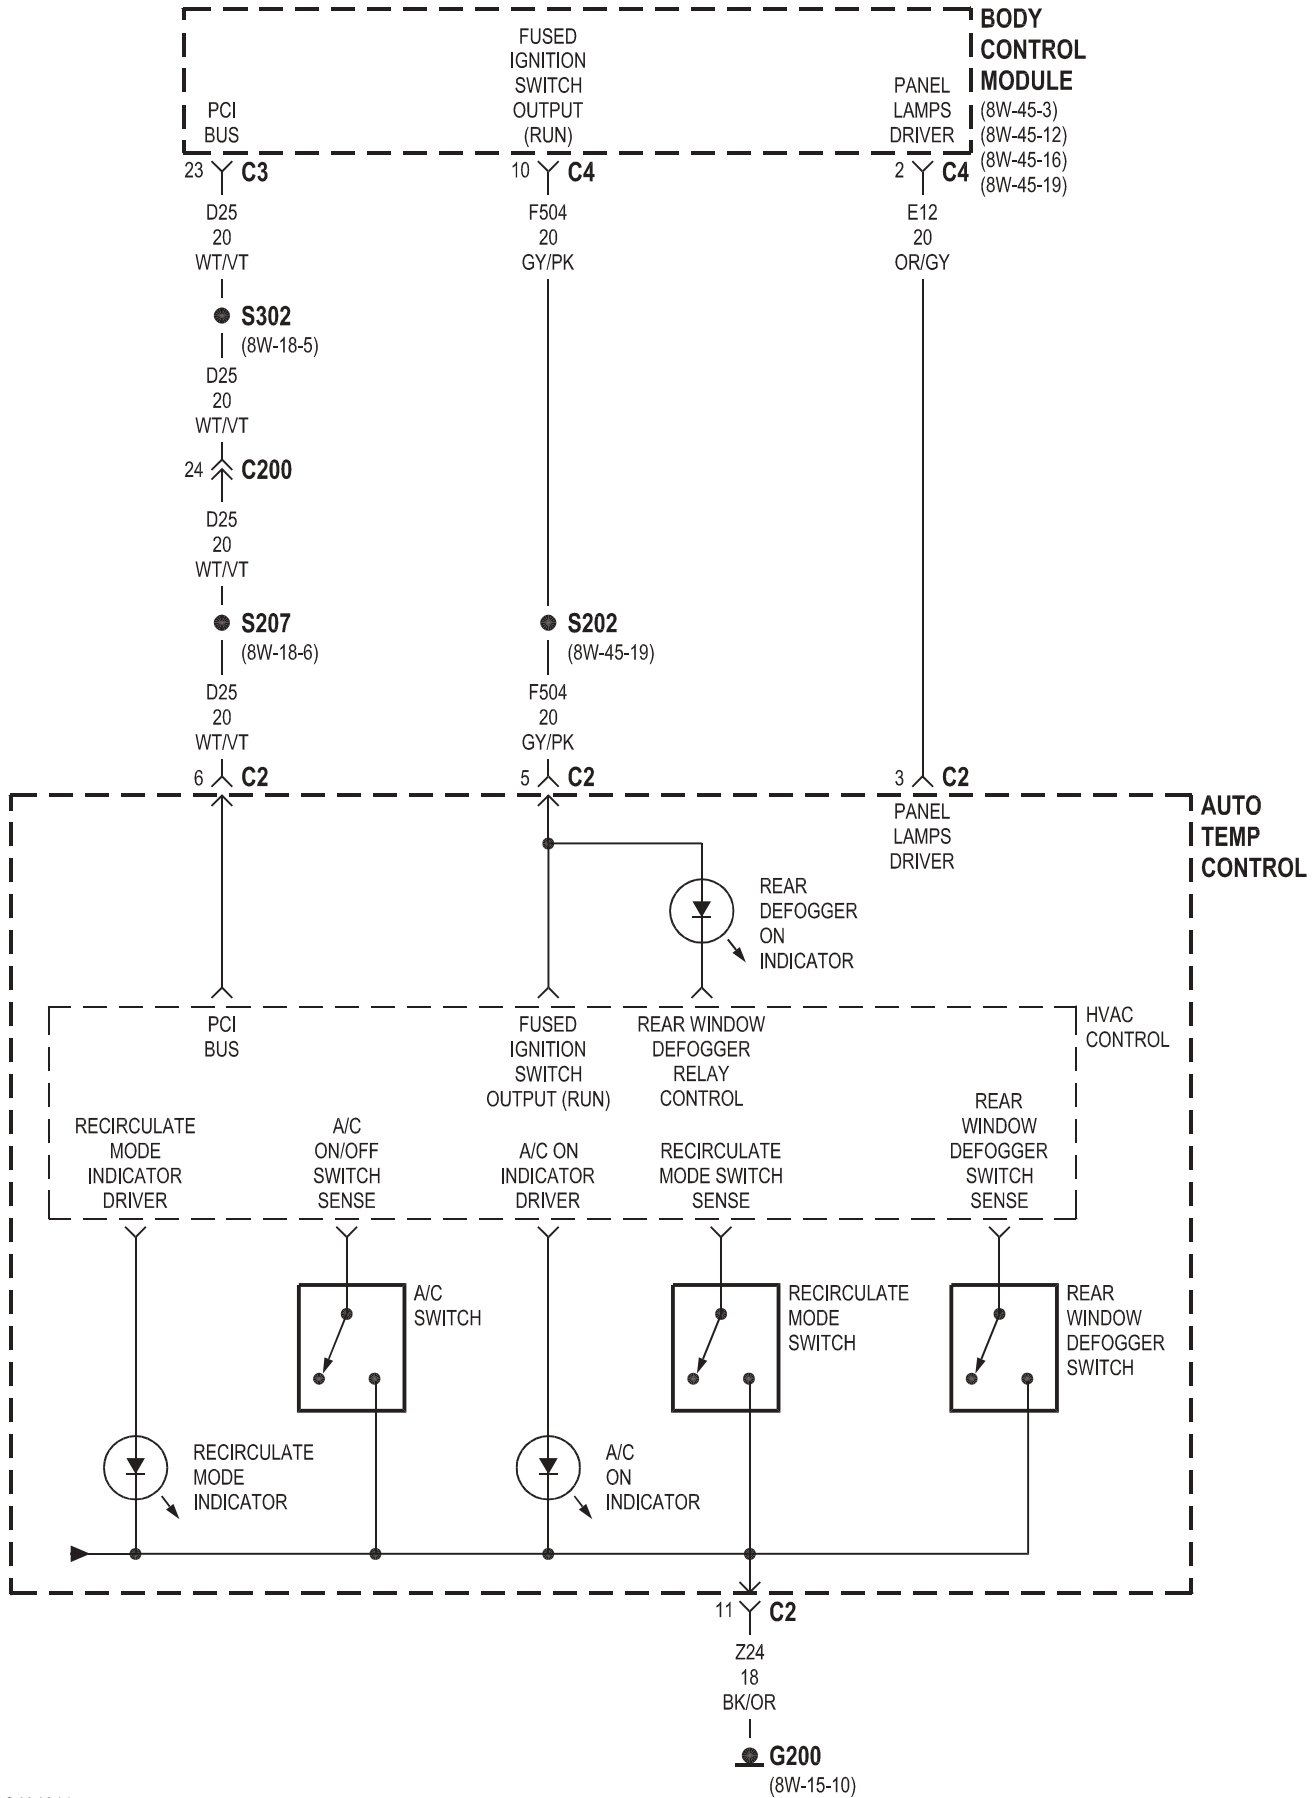 BODY
CONTROL
MODULE
(8W-45-3)
(8W-45-12)
(8W-45-16)
(8W-45-19)
PCI
BUS
FUSED
IGNITION
SWITCH
OUTPUT
(RUN)
PANEL
LAMPS
DRIVER
23 C3
10 C4
2 C4
D25
20
WT/VT
F504
20
GY/PK
E12
20
OR/GY
S302
(8W-18-5)
D25
20
WT/VT
24 C200
D25
20
WT/VT
S207
(8W-18-6)
S202
(8W-45-19)
D25
20
WT/VT
F504
20
GY/PK
6 C2
5 C2
3 C2
AUTO
TEMP
CONTROL
PANEL
LAMPS
DRIVER
REAR
DEFOGGER
ON
INDICATOR
HVAC
CONTROL
PCI
BUS
FUSED
IGNITION
SWITCH
OUTPUT (RUN)
REAR WINDOW
DEFOGGER
RELAY
CONTROL
RECIRCULATE
MODE
INDICATOR
DRIVER
A/C
ON/OFF
SWITCH
SENSE
A/C ON
INDICATOR
DRIVER
RECIRCULATE
MODE SWITCH
SENSE
REAR
WINDOW
DEFOGGER
SWITCH
SENSE
A/C
SWITCH
RECIRCULATE
MODE
SWITCH
REAR
WINDOW
DEFOGGER
SWITCH
RECIRCULATE
MODE
INDICATOR
A/C
ON
INDICATOR
11 C2
Z24
18
BK/OR
G200
(8W-15-10)